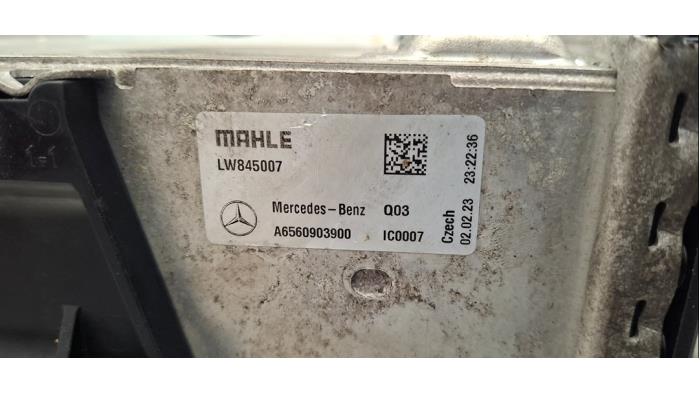 MAHLE
LW845007
Mercedes-Benz Q03
A6560903900 IC0007
Czech
02.02.23 23:22:36